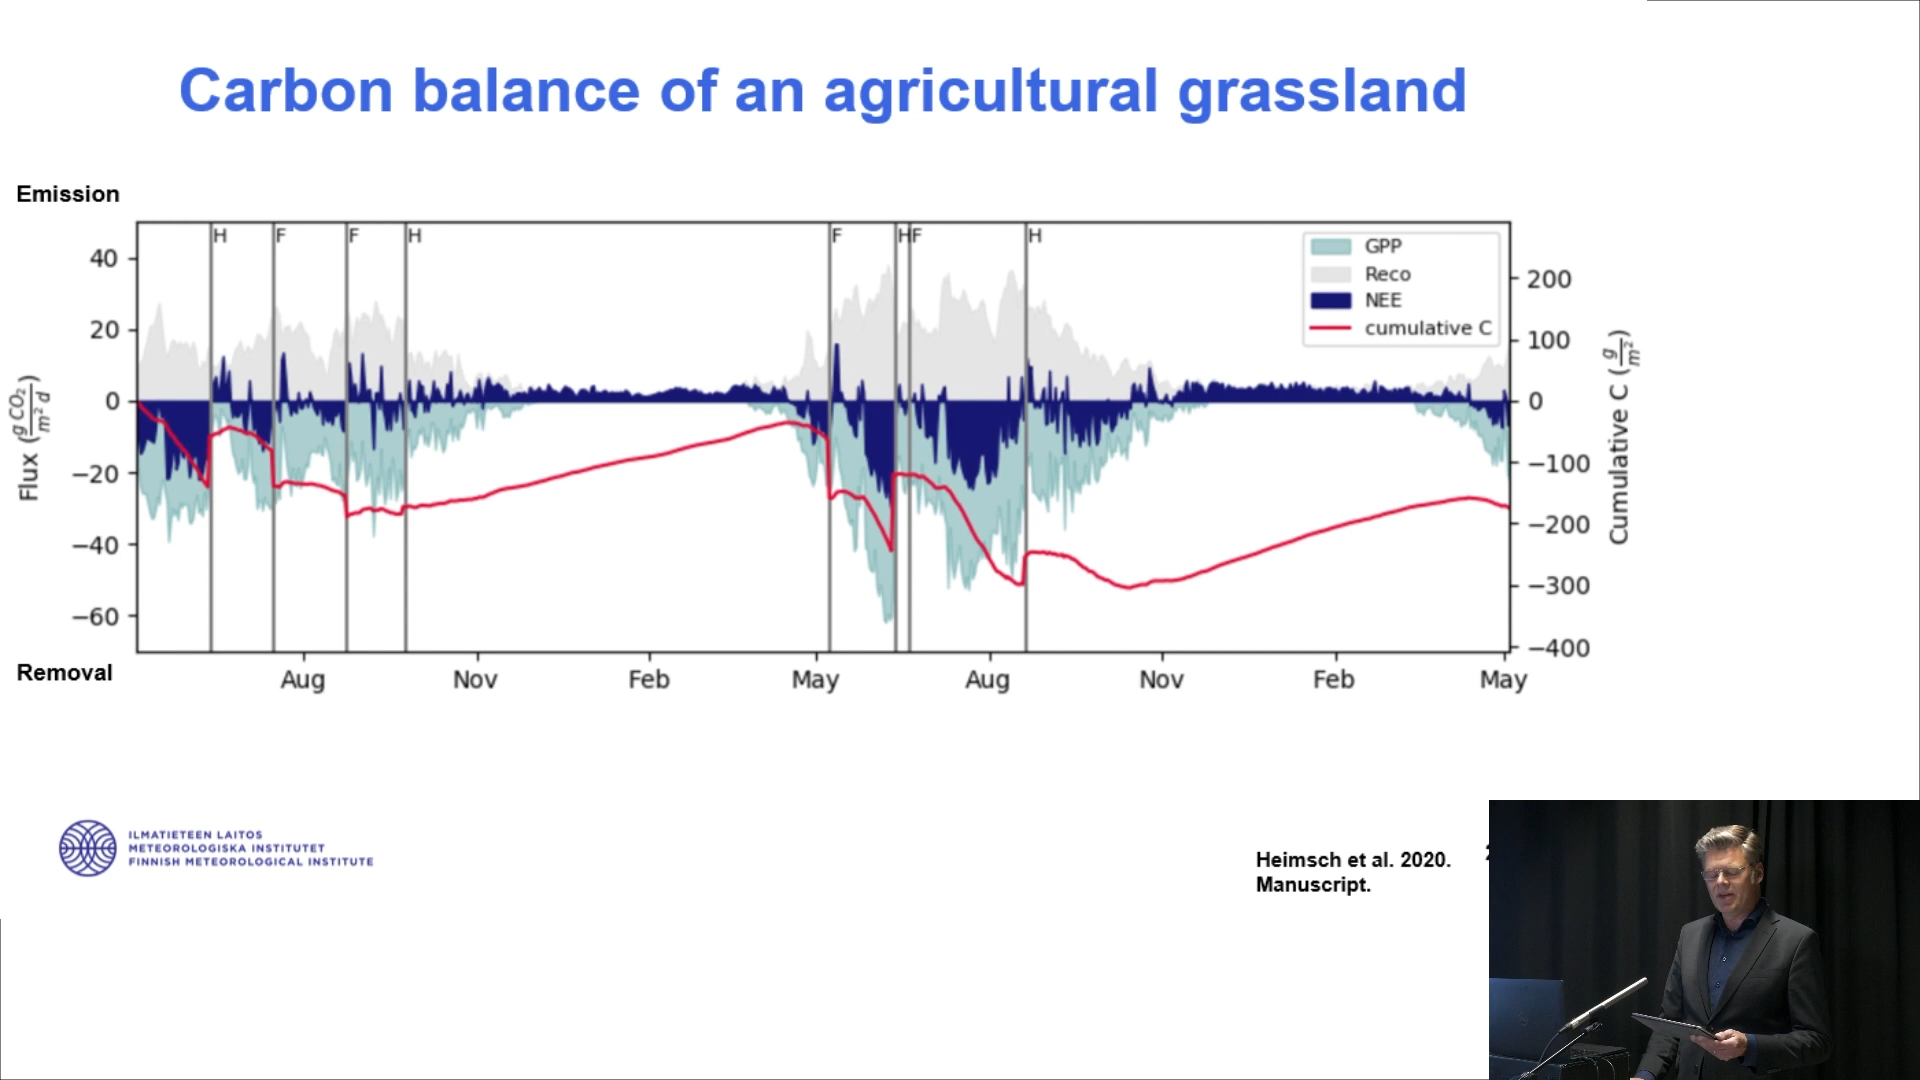 Carbon balance of an agricultural grassland
Emission
H F F H F H F H
GPP
Reco
NEE
cumulative C
40
20
0
−20
−40
−60
Flux (g CO₂ / m² d)
200
100
0
−100
−200
−300
−400
Cumulative C (g / m²)
Removal
Aug Nov Feb May Aug Nov Feb May
ILMATIETEEN LAITOS
METEOROLOGISKA INSTITUTET
FINNISH METEOROLOGICAL INSTITUTE
Heimsch et al. 2020.
Manuscript.